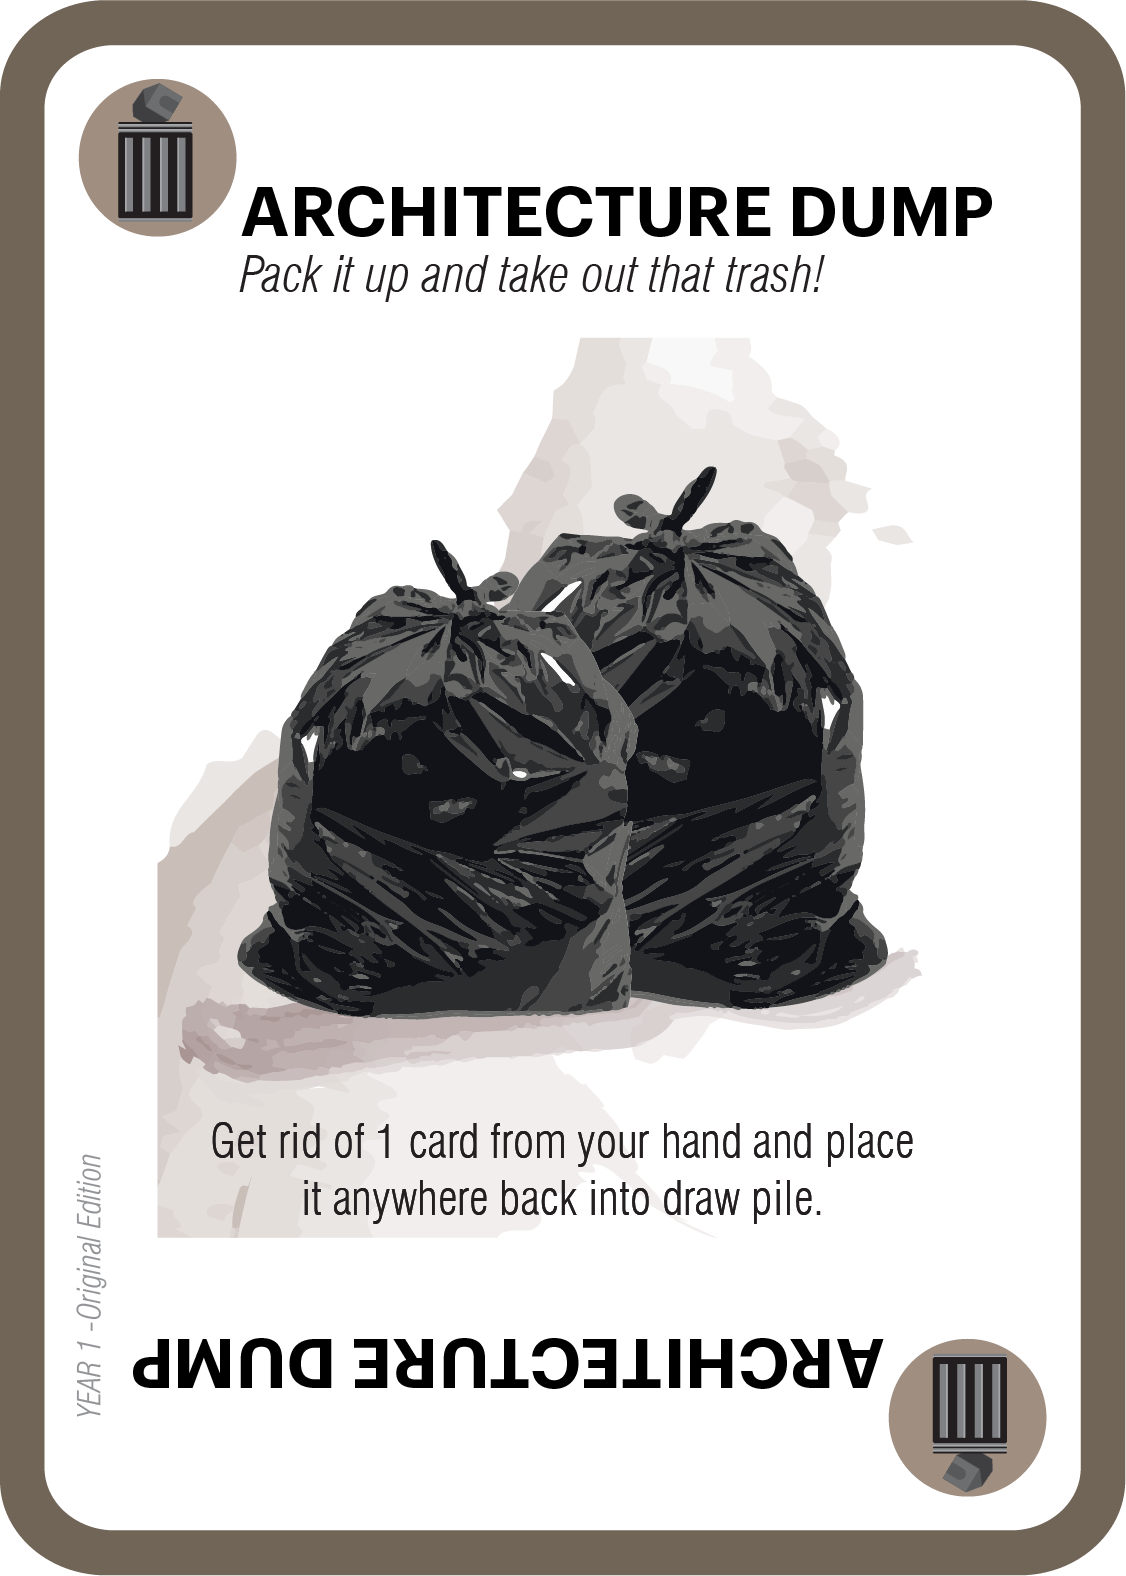 ARCHITECTURE DUMP
Pack it up and take out that trash!
Get rid of 1 card from your hand and place
it anywhere back into draw pile.
YEAR 1 -Original Edition
ARCHITECTURE DUMP